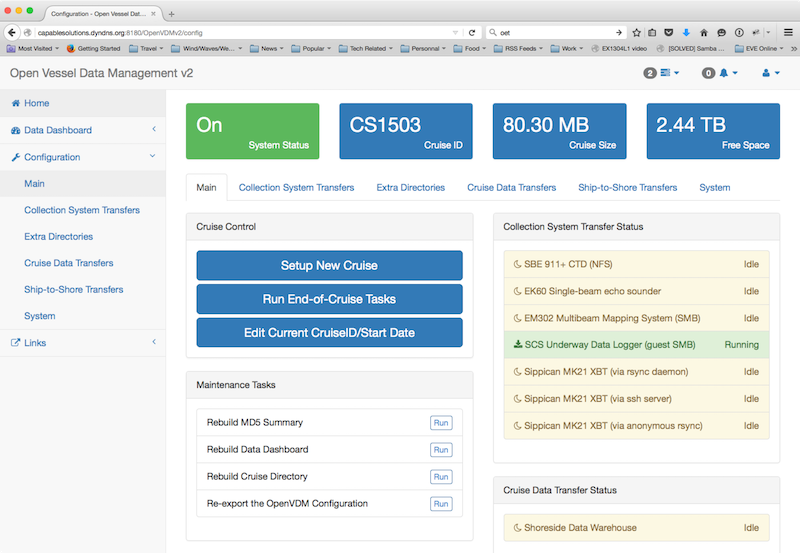 Configuration - Open Vessel Dat...
capablesolutions.dyndns.org:8180/OpenVDMv2/config
oet
Most Visited
Getting Started
Travel
Wind/Waves/We...
News
Popular
Tech Related
Personal
Food
RSS Feeds
Work
EX1304L1 video
[SOLVED] Samba ...
EVE Online
Open Vessel Data Management v2
2
0
Home
Data Dashboard
Configuration
Main
Collection System Transfers
Extra Directories
Cruise Data Transfers
Ship-to-Shore Transfers
System
Links
On
System Status
CS1503
Cruise ID
80.30 MB
Cruise Size
2.44 TB
Free Space
Main
Collection System Transfers
Extra Directories
Cruise Data Transfers
Ship-to-Shore Transfers
System
Cruise Control
Setup New Cruise
Run End-of-Cruise Tasks
Edit Current CruiseID/Start Date
Maintenance Tasks
Rebuild MD5 Summary Run
Rebuild Data Dashboard Run
Rebuild Cruise Directory Run
Re-export the OpenVDM Configuration Run
Collection System Transfer Status
SBE 911+ CTD (NFS) Idle
EK60 Single-beam echo sounder Idle
EM302 Multibeam Mapping System (SMB) Idle
SCS Underway Data Logger (guest SMB) Running
Sippican MK21 XBT (via rsync daemon) Idle
Sippican MK21 XBT (via ssh server) Idle
Sippican MK21 XBT (via anonymous rsync) Idle
Cruise Data Transfer Status
Shoreside Data Warehouse Idle